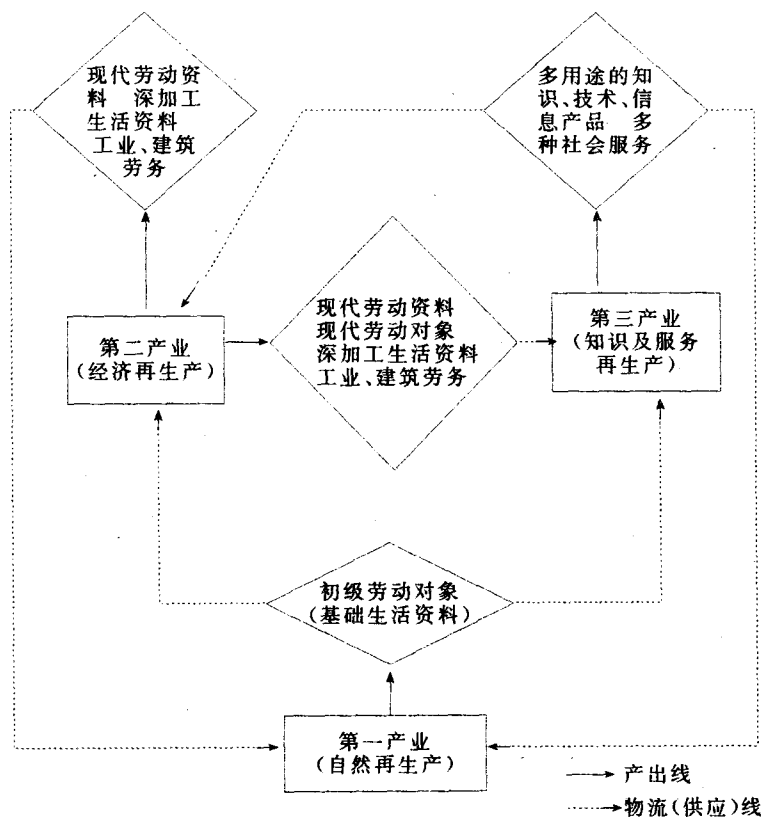 现代劳动资
料 深加工
生活资料
工业、建筑
劳务
多用途的知
识、技术、信
息产品 多
种社会服务
第二产业
(经济再生产)
现代劳动资料
现代劳动对象
深加工生活资料
工业、建筑劳务
第三产业
(知识及服务
再生产)
初级劳动对象
(基础生活资料)
第一产业
(自然再生产)
产出线
物流(供应)线